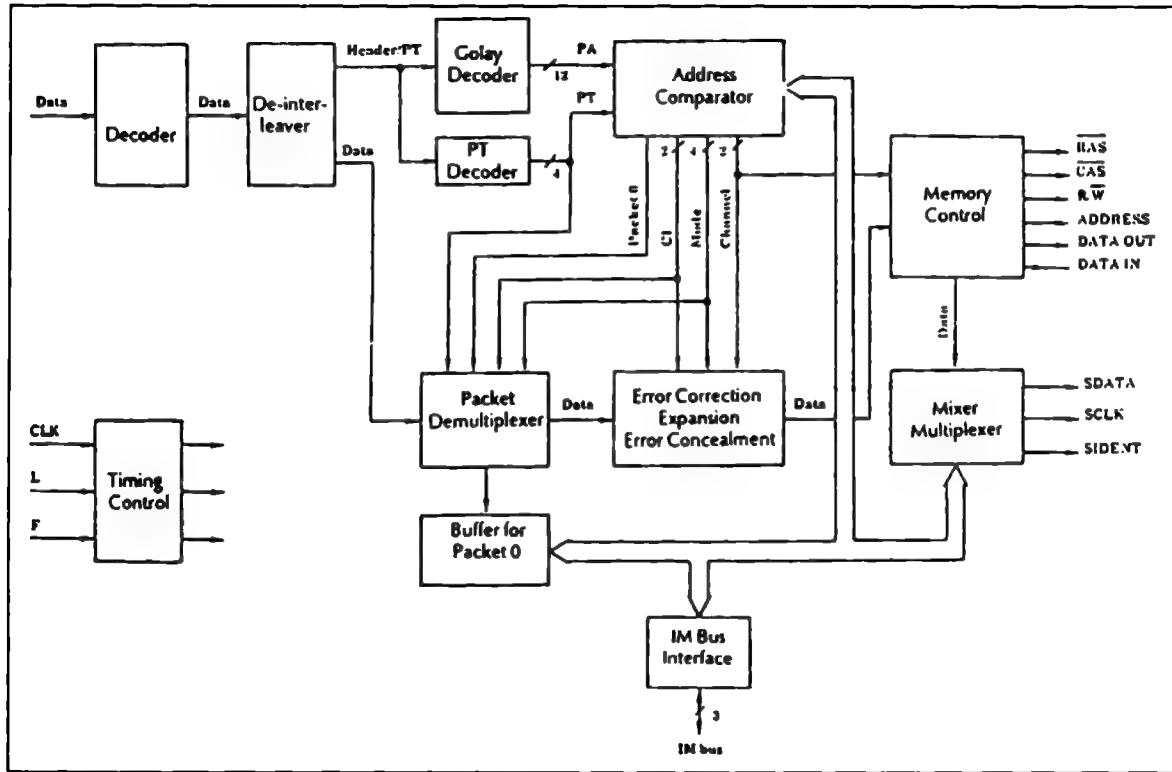 Data
Decoder
Data
De-inter-
leaver
Header/PT
Data
Golay
Decoder
PT
Decoder
PA
12
PT
4
Address
Comparator
2
4
2
Packet 0
CI
Mode
Channel
Memory
Control
RAS
CAS
R/W
ADDRESS
DATA OUT
DATA IN
Data
Packet
Demultiplexer
Data
Error Correction
Expansion
Error Concealment
Data
Mixer
Multiplexer
SDATA
SCLK
SIDENT
CLK
L
F
Timing
Control
Buffer for
Packet 0
IM Bus
Interface
3
IM bus